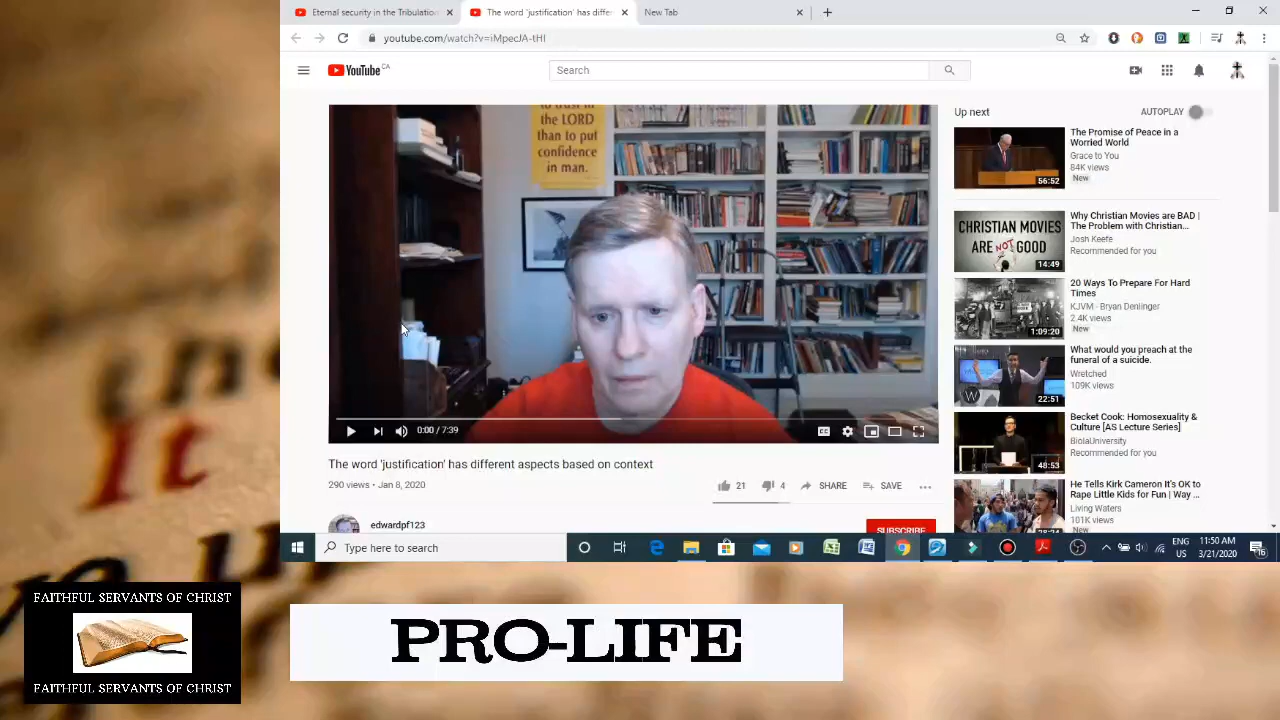 Eternal security in the Tribulation
The word 'justification' has differ
New Tab
youtube.com/watch?v=iMpecJA-tHI
YouTube CA
Search
to trust in
the LORD
than to put
confidence
in man.
0:00 / 7:39
The word 'justification' has different aspects based on context
290 views • Jan 8, 2020
21
4
SHARE
SAVE
edwardpf123
SUBSCRIBE
Up next
AUTOPLAY
56:52
The Promise of Peace in a
Worried World
Grace to You
84K views
New
CHRISTIAN MOVIES
ARE NOT GOOD
14:49
Why Christian Movies are BAD |
The Problem with Christian...
Josh Keefe
Recommended for you
1:09:20
20 Ways To Prepare For Hard
Times
KJVM - Bryan Denlinger
2.4K views
New
W
22:51
What would you preach at the
funeral of a suicide.
Wretched
109K views
48:53
Becket Cook: Homosexuality &
Culture [AS Lecture Series]
BiolaUniversity
Recommended for you
28:24
He Tells Kirk Cameron It's OK to
Rape Little Kids for Fun | Way ...
Living Waters
181K views
Type here to search
ENG
US
11:50 AM
3/21/2020
16
It
FAITHFUL SERVANTS OF CHRIST
FAITHFUL SERVANTS OF CHRIST
PRO-LIFE